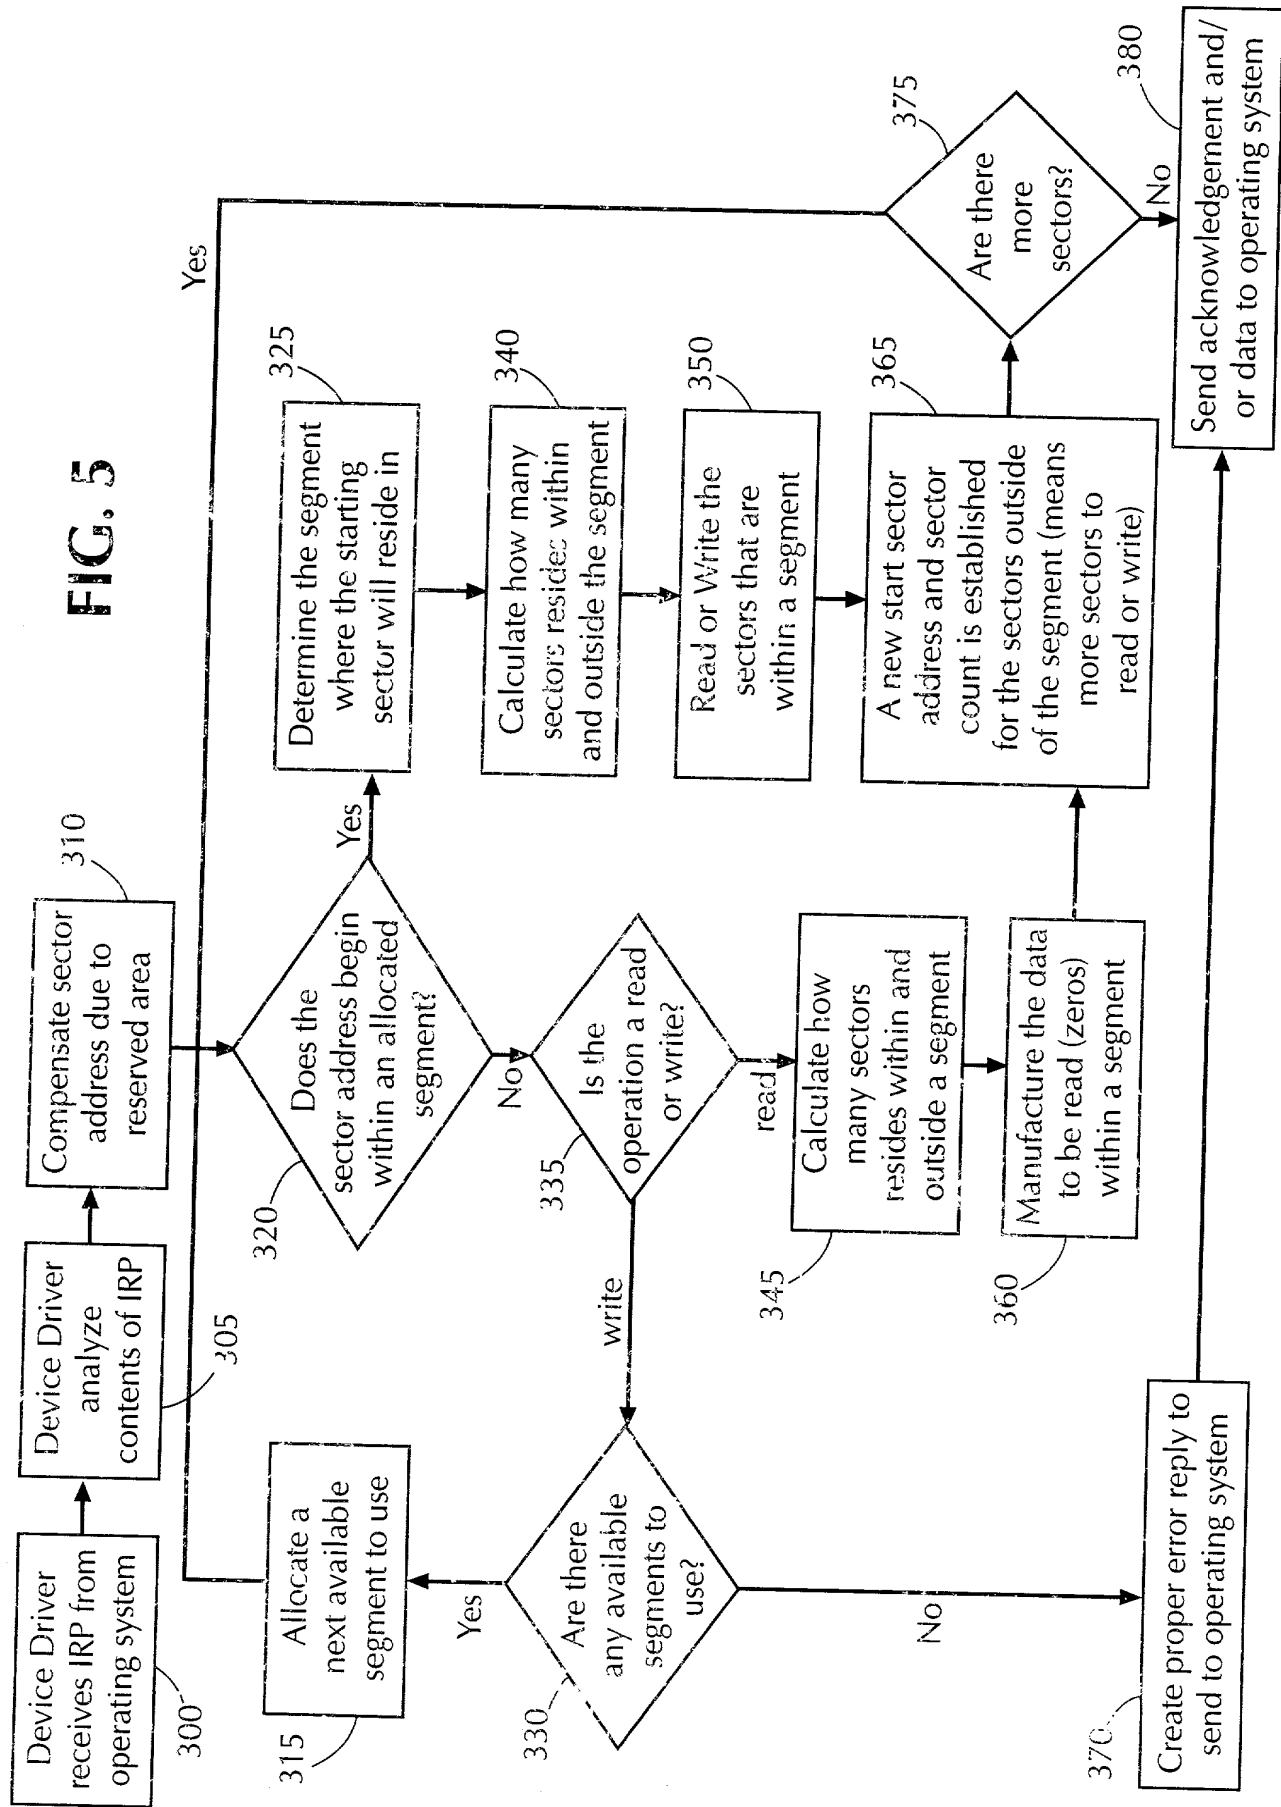 FIG. 5
Device Driver
receives IRP from
operating system
300
Device Driver
analyze
contents of IRP
305
Compensate sector
address due to
reserved area
310
Allocate a
next available
segment to use
315
Does the
sector address begin
within an allocated
segment?
320
Yes
No
Determine the segment
where the starting
sector will reside in
325
Are there
any available
segments to
use?
330
Yes
No
Is the
operation a read
or write?
335
write
read
Calculate how many
sectors resides within
and outside the segment
340
Calculate how
many sectors
resides within and
outside a segment
345
Read or Write the
sectors that are
within a segment
350
Manufacture the data
to be read (zeros)
within a segment
360
A new start sector
address and sector
count is established
for the sectors outside
of the segment (means
more sectors to
read or write)
365
Create proper error reply to
send to operating system
370
Are there
more
sectors?
375
Yes
No
Send acknowledgement and/
or data to operating system
380